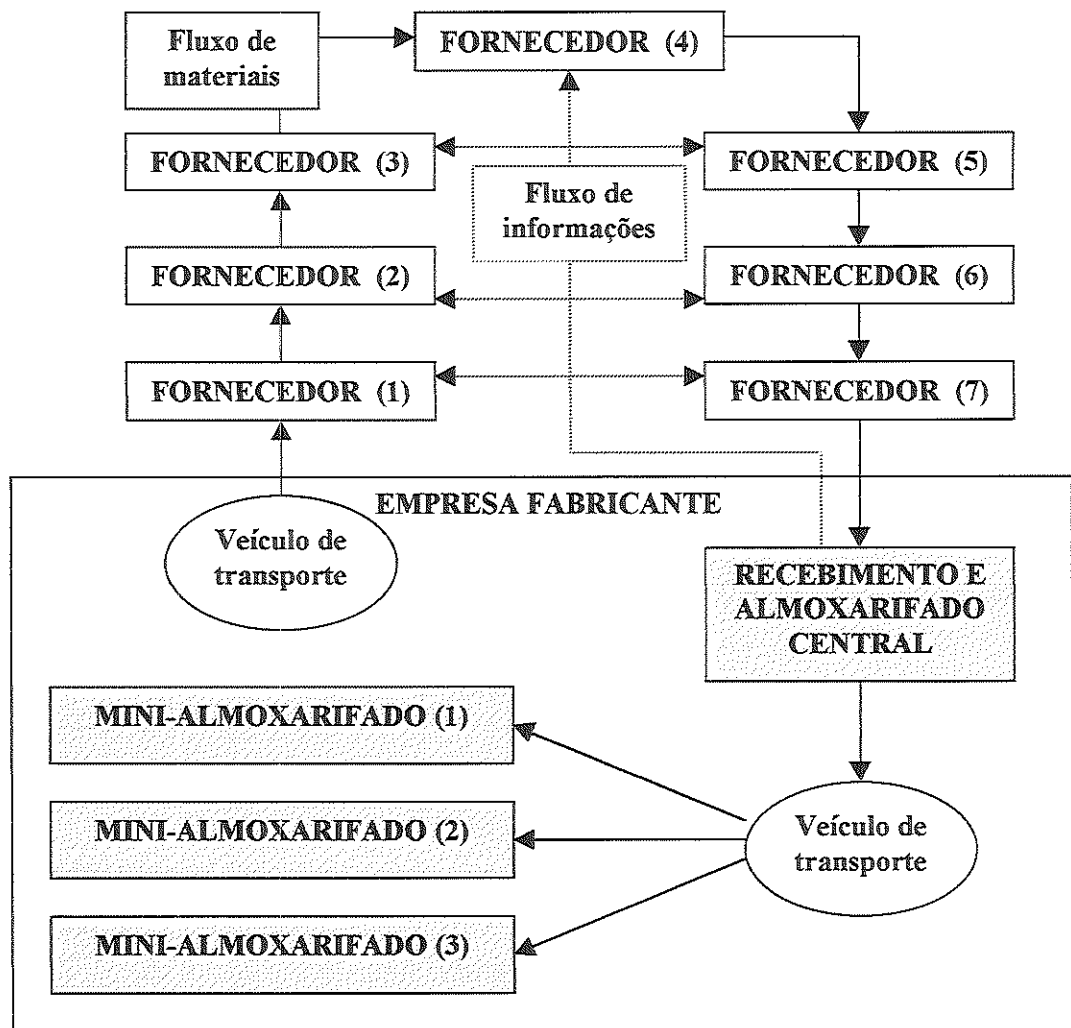 Fluxo de
materiais
FORNECEDOR (4)
FORNECEDOR (3)
FORNECEDOR (5)
Fluxo de
informações
FORNECEDOR (2)
FORNECEDOR (6)
FORNECEDOR (1)
FORNECEDOR (7)
EMPRESA FABRICANTE
Veículo de
transporte
RECEBIMENTO E
ALMOXARIFADO
CENTRAL
MINI-ALMOXARIFADO (1)
MINI-ALMOXARIFADO (2)
Veículo de
transporte
MINI-ALMOXARIFADO (3)